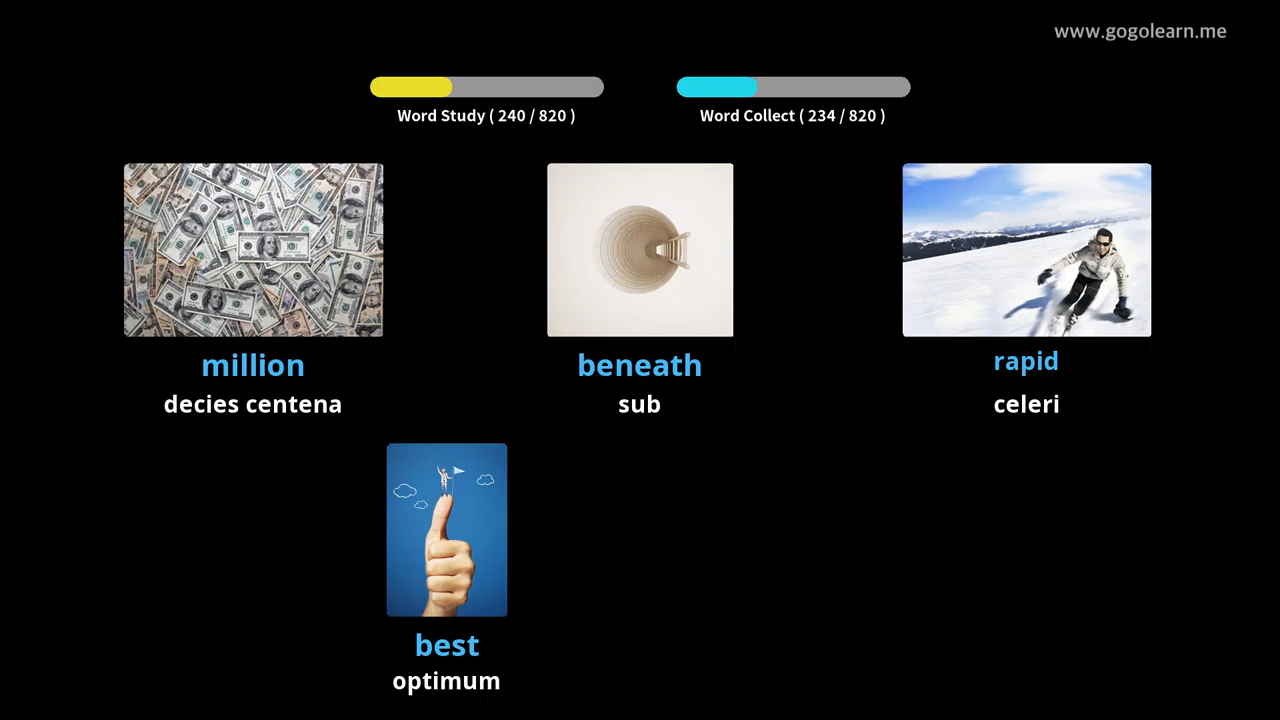 www.gogolearn.me
Word Study ( 240 / 820 )
Word Collect ( 234 / 820 )
million
decies centena
beneath
sub
rapid
celeri
best
optimum